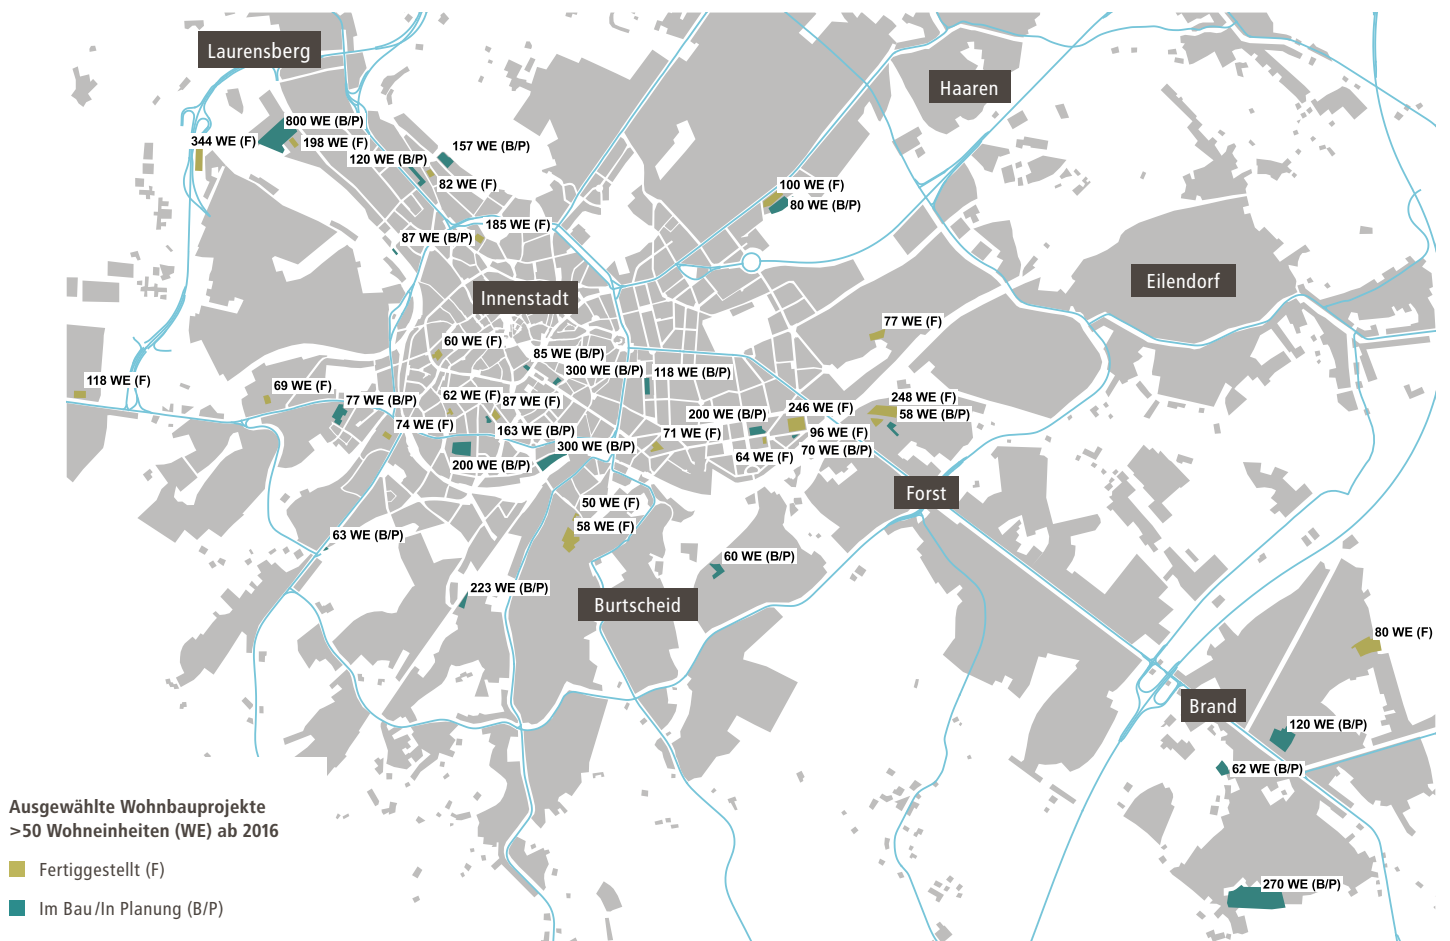 Laurensberg
Haaren
800 WE (B/P)
344 WE (F)
198 WE (F)
120 WE (B/P)
157 WE (B/P)
82 WE (F)
100 WE (F)
80 WE (B/P)
185 WE (F)
87 WE (B/P)
Eilendorf
Innenstadt
77 WE (F)
60 WE (F)
85 WE (B/P)
300 WE (B/P)
118 WE (B/P)
118 WE (F)
69 WE (F)
77 WE (B/P)
62 WE (F)
87 WE (F)
248 WE (F)
200 WE (B/P)
246 WE (F)
58 WE (B/P)
74 WE (F)
163 WE (B/P)
71 WE (F)
96 WE (F)
300 WE (B/P)
70 WE (B/P)
64 WE (F)
200 WE (B/P)
Forst
50 WE (F)
58 WE (F)
63 WE (B/P)
60 WE (B/P)
223 WE (B/P)
Burtscheid
80 WE (F)
Brand
120 WE (B/P)
62 WE (B/P)
270 WE (B/P)
Ausgewählte Wohnbauprojekte
>50 Wohneinheiten (WE) ab 2016
Fertiggestellt (F)
Im Bau/In Planung (B/P)